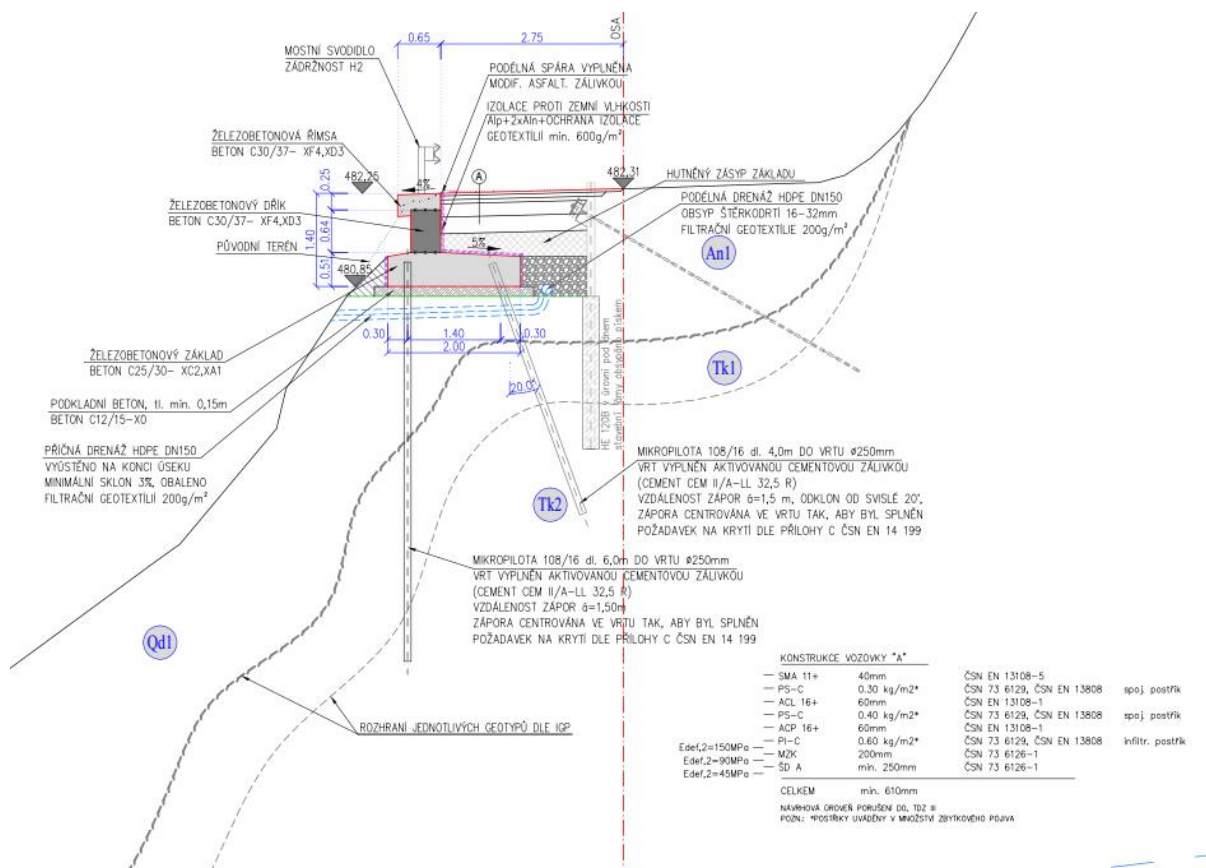 0.65
2.75
OSA
MOSTNÍ SVODIDLO
ZÁDRŽNOST H2
PODÉLNÁ SPÁRA VYPLNĚNA
MODIF. ASFALT. ZÁLIVKOU
IZOLACE PROTI ZEMNÍ VLHKOSTI
Alp+2xAln+OCHRANA IZOLACE
GEOTEXTÍLIÍ min. 600g/m²
ŽELEZOBETONOVÁ ŘÍMSA
BETON C30/37- XF4,XD3
482,25
4%
A
482,31
HUTNĚNÝ ZÁSYP ZÁKLADU
PODÉLNÁ DRENÁŽ HDPE DN150
OBSYP ŠTĚRKODRTÍ 16-32mm
FILTRAČNÍ GEOTEXTÍLIE 200g/m²
0.25
0.64
0.51
1.40
ŽELEZOBETONOVÝ DŘÍK
BETON C30/37- XF4,XD3
PŮVODNÍ TERÉN
5%
480,85
An1
0.30
1.40
0.30
2.00
Tk1
ŽELEZOBETONOVÝ ZÁKLAD
BETON C25/30- XC2,XA1
20.0°
HE 120B v úrovni pod dnem
stavební jámy obsypáno pískem
PODKLADNÍ BETON, tl. min. 0,15m
BETON C12/15-X0
PŘÍČNÁ DRENÁŽ HDPE DN150
VYÚSTĚNO NA KONCI ÚSEKU
MINIMÁLNÍ SKLON 3%, OBALENO
FILTRAČNÍ GEOTEXTÍLIÍ 200g/m²
MIKROPILOTA 108/16 dl. 4,0m DO VRTU ø250mm
VRT VYPLNĚN AKTIVOVANOU CEMENTOVOU ZÁLIVKOU
(CEMENT CEM II/A-LL 32,5 R)
VZDÁLENOST ZÁPOR á=1,5 m, ODKLON OD SVISLÉ 20°,
ZÁPORA CENTROVÁNA VE VRTU TAK, ABY BYL SPLNĚN
POŽADAVEK NA KRYTÍ DLE PŘÍLOHY C ČSN EN 14 199
Tk2
MIKROPILOTA 108/16 dl. 6,0m DO VRTU ø250mm
VRT VYPLNĚN AKTIVOVANOU CEMENTOVOU ZÁLIVKOU
(CEMENT CEM II/A-LL 32,5 R)
VZDÁLENOST ZÁPOR á=1,50m
ZÁPORA CENTROVÁNA VE VRTU TAK, ABY BYL SPLNĚN
POŽADAVEK NA KRYTÍ DLE PŘÍLOHY C ČSN EN 14 199
Qd1
ROZHRANÍ JEDNOTLIVÝCH GEOTYPŮ DLE IGP
KONSTRUKCE VOZOVKY "A"
SMA 11+ 40mm ČSN EN 13108-5
PS-C 0.30 kg/m2* ČSN 73 6129, ČSN EN 13808 spoj. postřik
ACL 16+ 60mm ČSN EN 13108-1
PS-C 0.40 kg/m2* ČSN 73 6129, ČSN EN 13808 spoj. postřik
ACP 16+ 60mm ČSN EN 13108-1
PI-C 0.60 kg/m2* ČSN 73 6129, ČSN EN 13808 infiltr. postřik
Edef,2=150MPa
MZK 200mm ČSN 73 6126-1
Edef,2=90MPa
ŠD A min. 250mm ČSN 73 6126-1
Edef,2=45MPa
CELKEM min. 610mm
NÁVRHOVÁ ÚROVEŇ PORUŠENÍ D0, TDZ III
POZN.: *POSTŘIKY UVÁDĚNY V MNOŽSTVÍ ZBYTKOVÉHO POJIVA